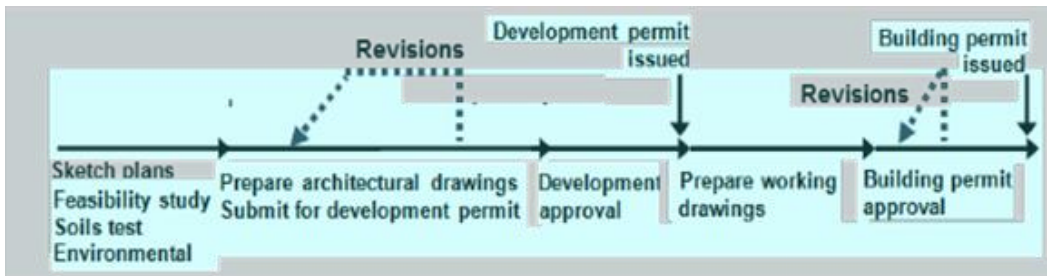 Development permit
issued
Building permit
issued
Revisions
Revisions
Sketch plans
Feasibility study
Soils test
Environmental
Prepare architectural drawings
Submit for development permit
Development
approval
Prepare working
drawings
Building permit
approval